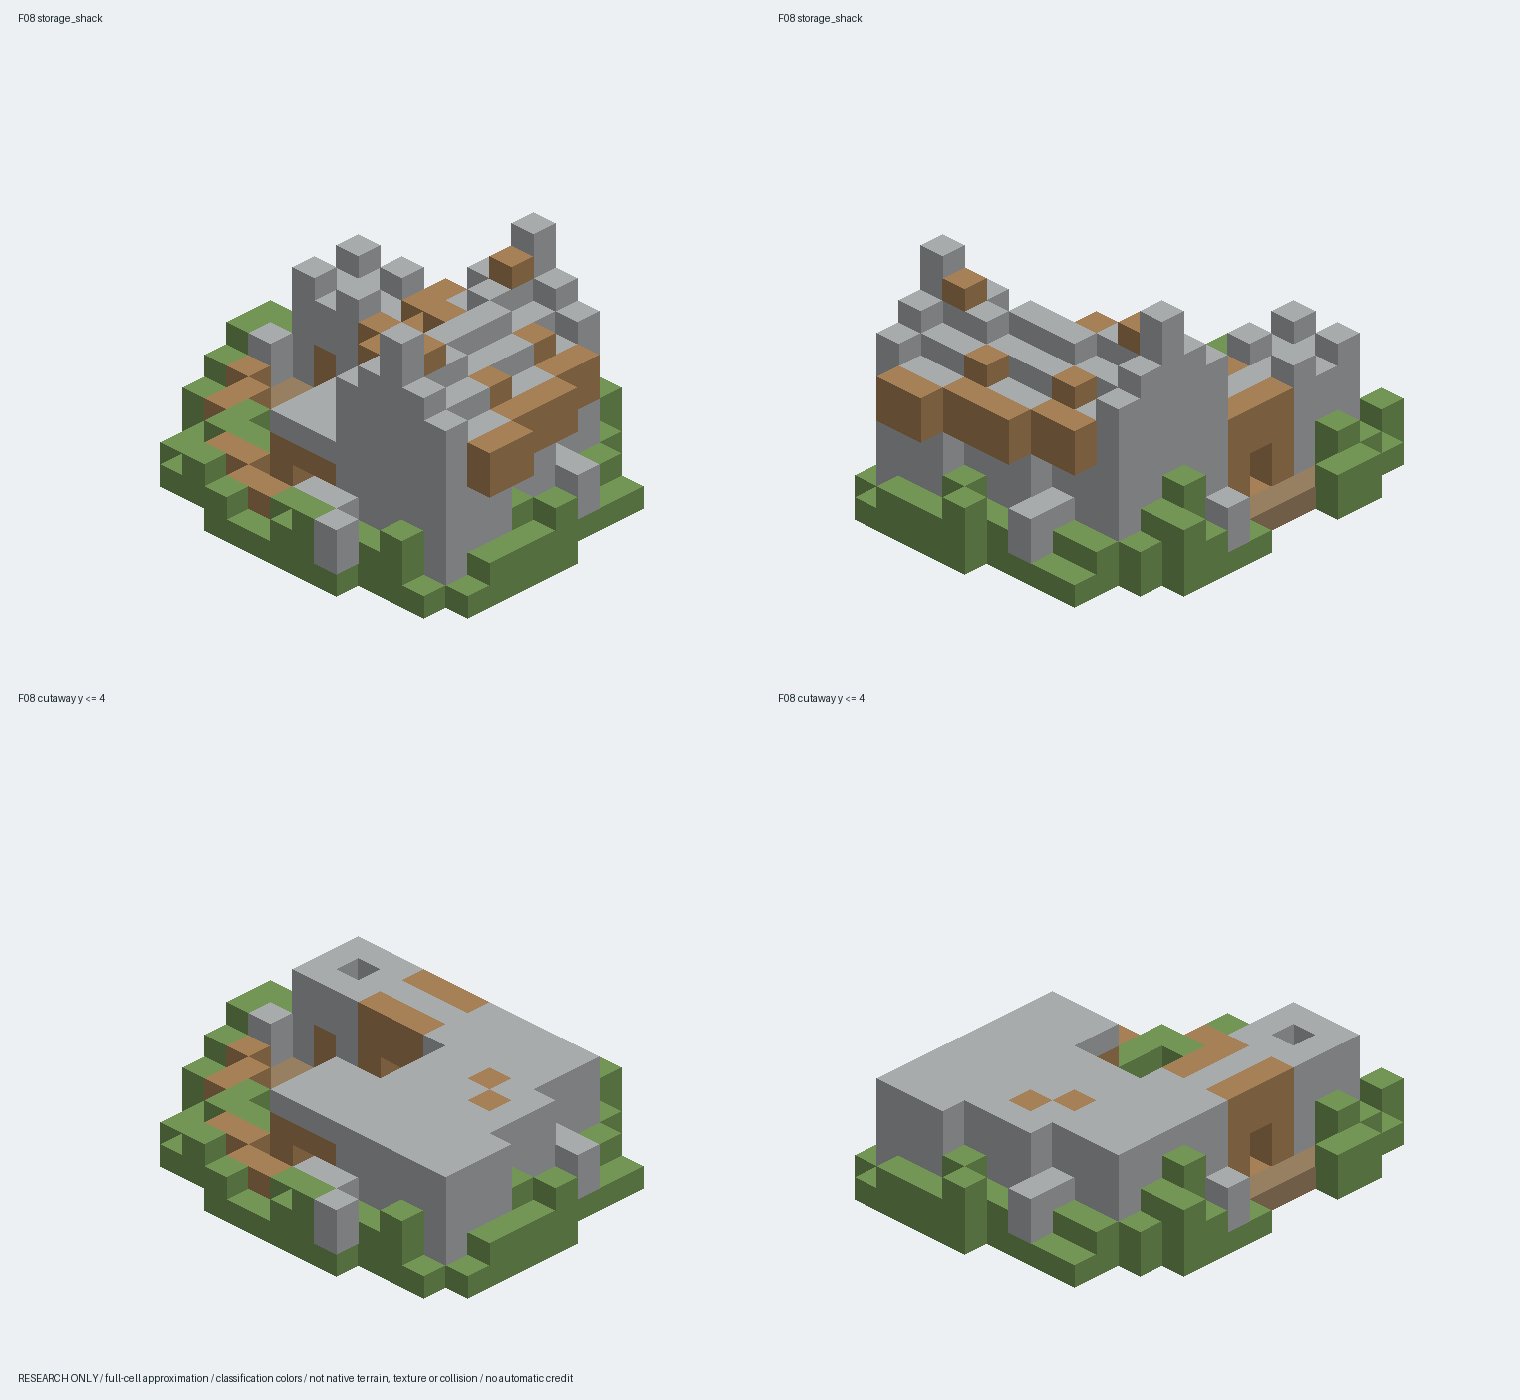 F08 storage_shack
F08 storage_shack
F08 cutaway y <= 4
F08 cutaway y <= 4
RESEARCH ONLY / full-cell approximation / classification colors / not native terrain, texture or collision / no automatic credit